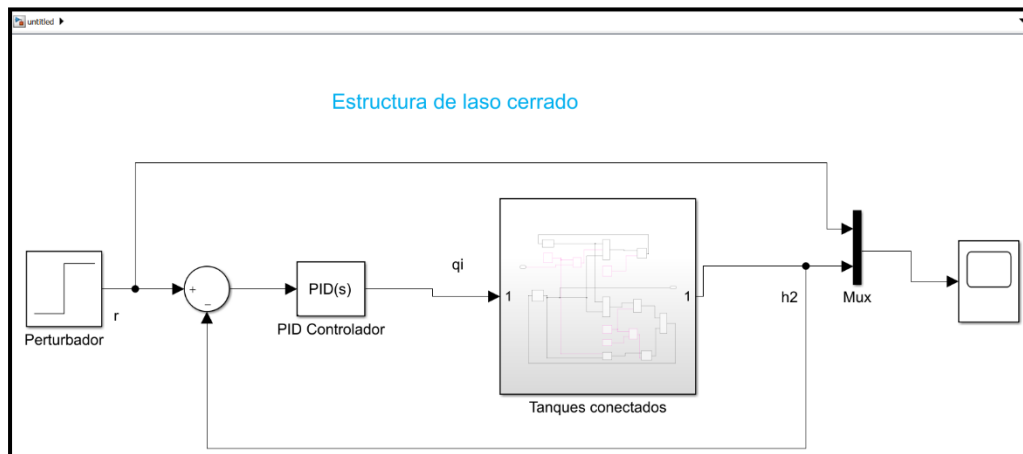 untitled
Estructura de laso cerrado
r
Perturbador
+
−
PID(s)
PID Controlador
qi
1
1
Tanques conectados
h2
Mux